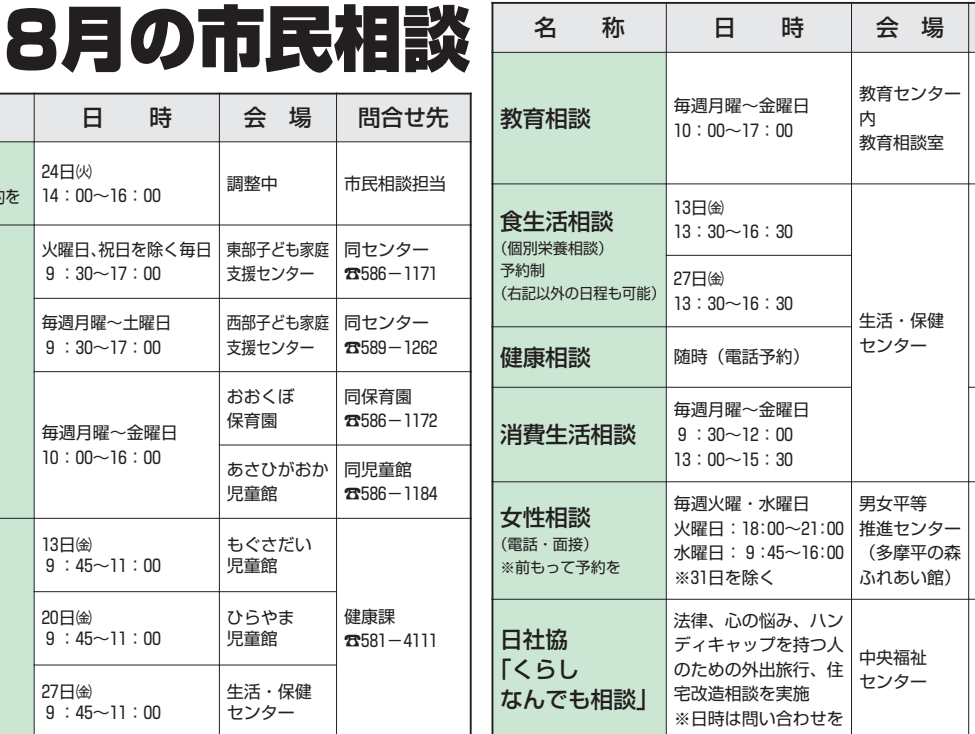 8月の市民相談
日 時
会 場
問合せ先
約を
24日㈫
14：00～16：00
調整中
市民相談担当
火曜日、祝日を除く毎日
9：30～17：00
東部子ども家庭
支援センター
同センター
☎586－1171
毎週月曜～土曜日
9：30～17：00
西部子ども家庭
支援センター
同センター
☎589－1262
毎週月曜～金曜日
10：00～16：00
おおくぼ
保育園
同保育園
☎586－1172
あさひがおか
児童館
同児童館
☎586－1184
13日㈮
9：45～11：00
もぐさだい
児童館
健康課
☎581－4111
20日㈮
9：45～11：00
ひらやま
児童館
27日㈮
9：45～11：00
生活・保健
センター
名 称
日 時
会 場
教育相談
毎週月曜～金曜日
10：00～17：00
教育センター
内
教育相談室
食生活相談
（個別栄養相談）
予約制
（右記以外の日程も可能）
13日㈮
13：30～16：30
27日㈮
13：30～16：30
生活・保健
センター
健康相談
随時（電話予約）
消費生活相談
毎週月曜～金曜日
9：30～12：00
13：00～15：30
女性相談
（電話・面接）
※前もって予約を
毎週火曜・水曜日
火曜日：18：00～21：00
水曜日：9：45～16：00
※31日を除く
男女平等
推進センター
（多摩平の森
ふれあい館）
日社協
「くらし
なんでも相談」
法律、心の悩み、ハン
ディキャップを持つ人
のための外出旅行、住
宅改造相談を実施
※日時は問い合わせを
中央福祉
センター